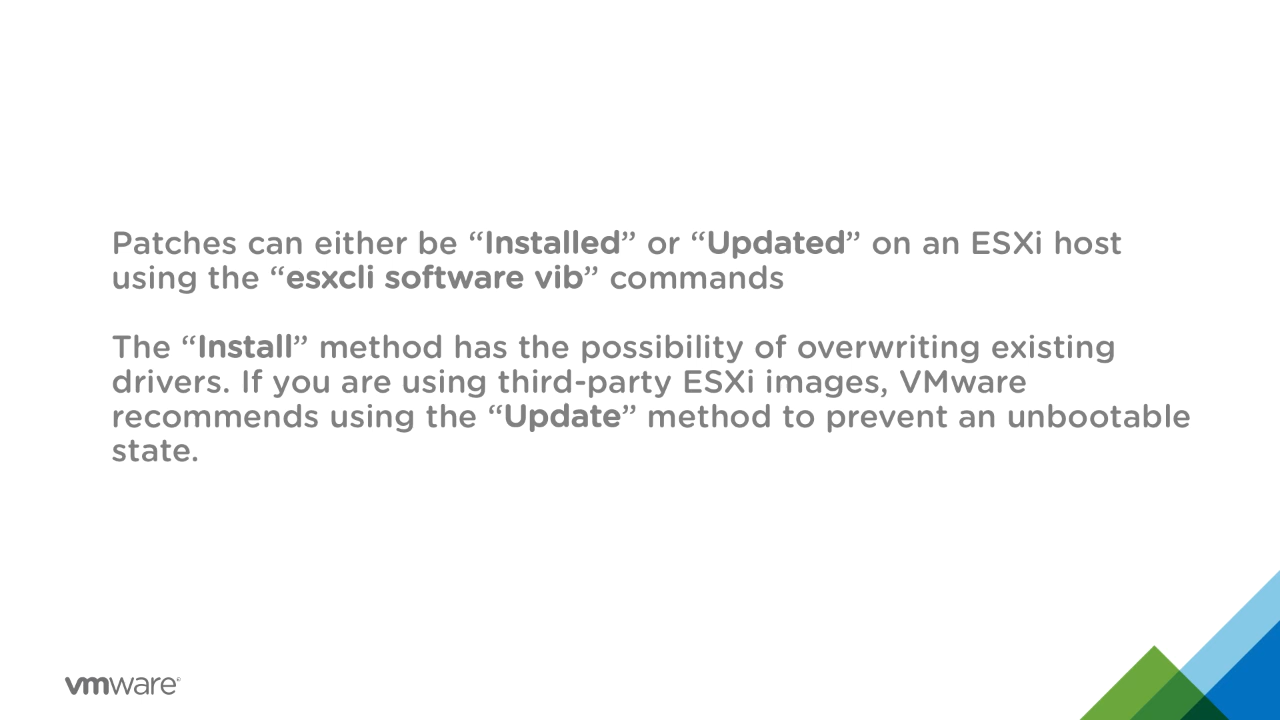 Patches can either be “Installed” or “Updated” on an ESXi host
using the “esxcli software vib” commands
The “Install” method has the possibility of overwriting existing
drivers. If you are using third-party ESXi images, VMware
recommends using the “Update” method to prevent an unbootable
state.
vmware